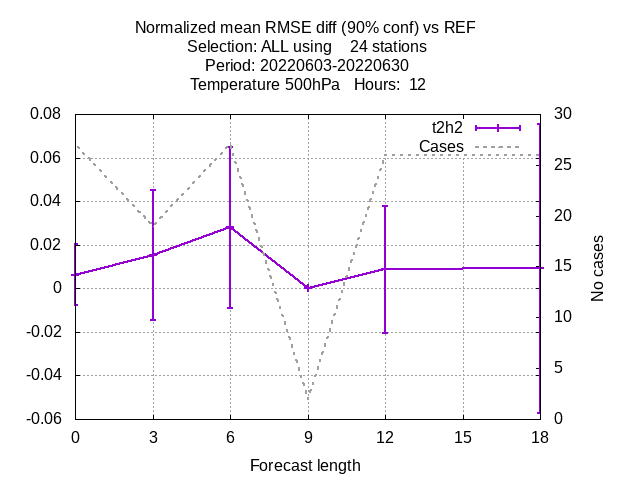 Normalized mean RMSE diff (90% conf) vs REF
Selection: ALL using    24 stations
Period: 20220603-20220630
Temperature 500hPa   Hours:  12
0.08
0.06
0.04
0.02
0
-0.02
-0.04
-0.06
t2h2
Cases
30
25
20
15
10
5
0
No cases
0 3 6 9 12 15 18
Forecast length